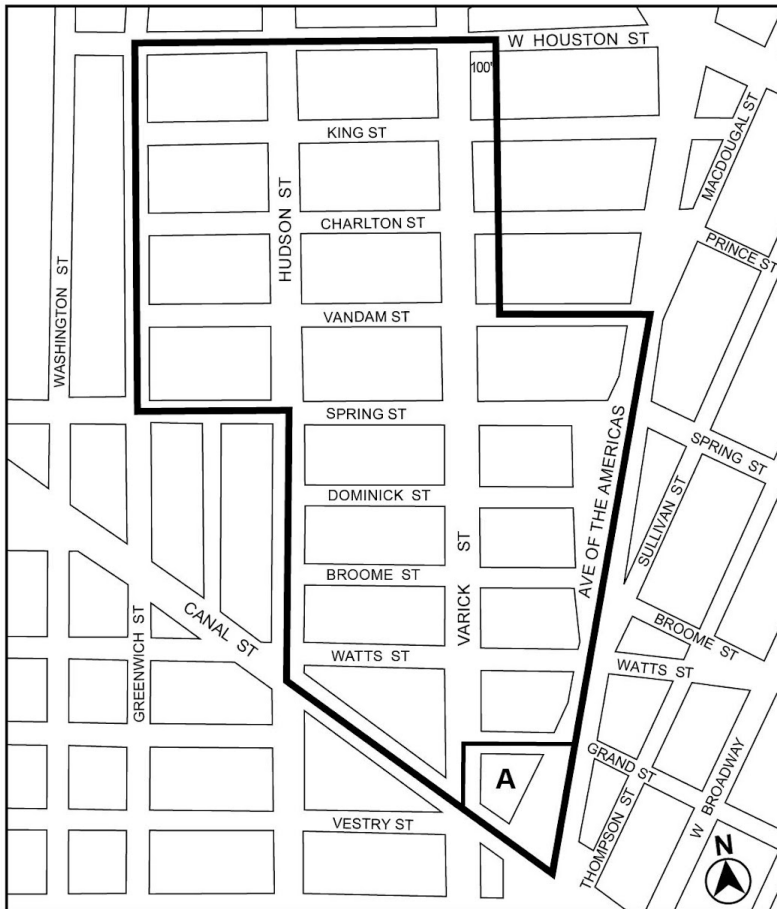 W HOUSTON ST
100'
KING ST
MACDOUGAL ST
HUDSON ST
CHARLTON ST
PRINCE ST
WASHINGTON ST
VANDAM ST
SPRING ST
AVE OF THE AMERICAS
SPRING ST
DOMINICK ST
SULLIVAN ST
VARICK ST
BROOME ST
CANAL ST
GREENWICH ST
BROOME ST
WATTS ST
WATTS ST
GRAND ST
A
W BROADWAY
THOMPSON ST
VESTRY ST
N